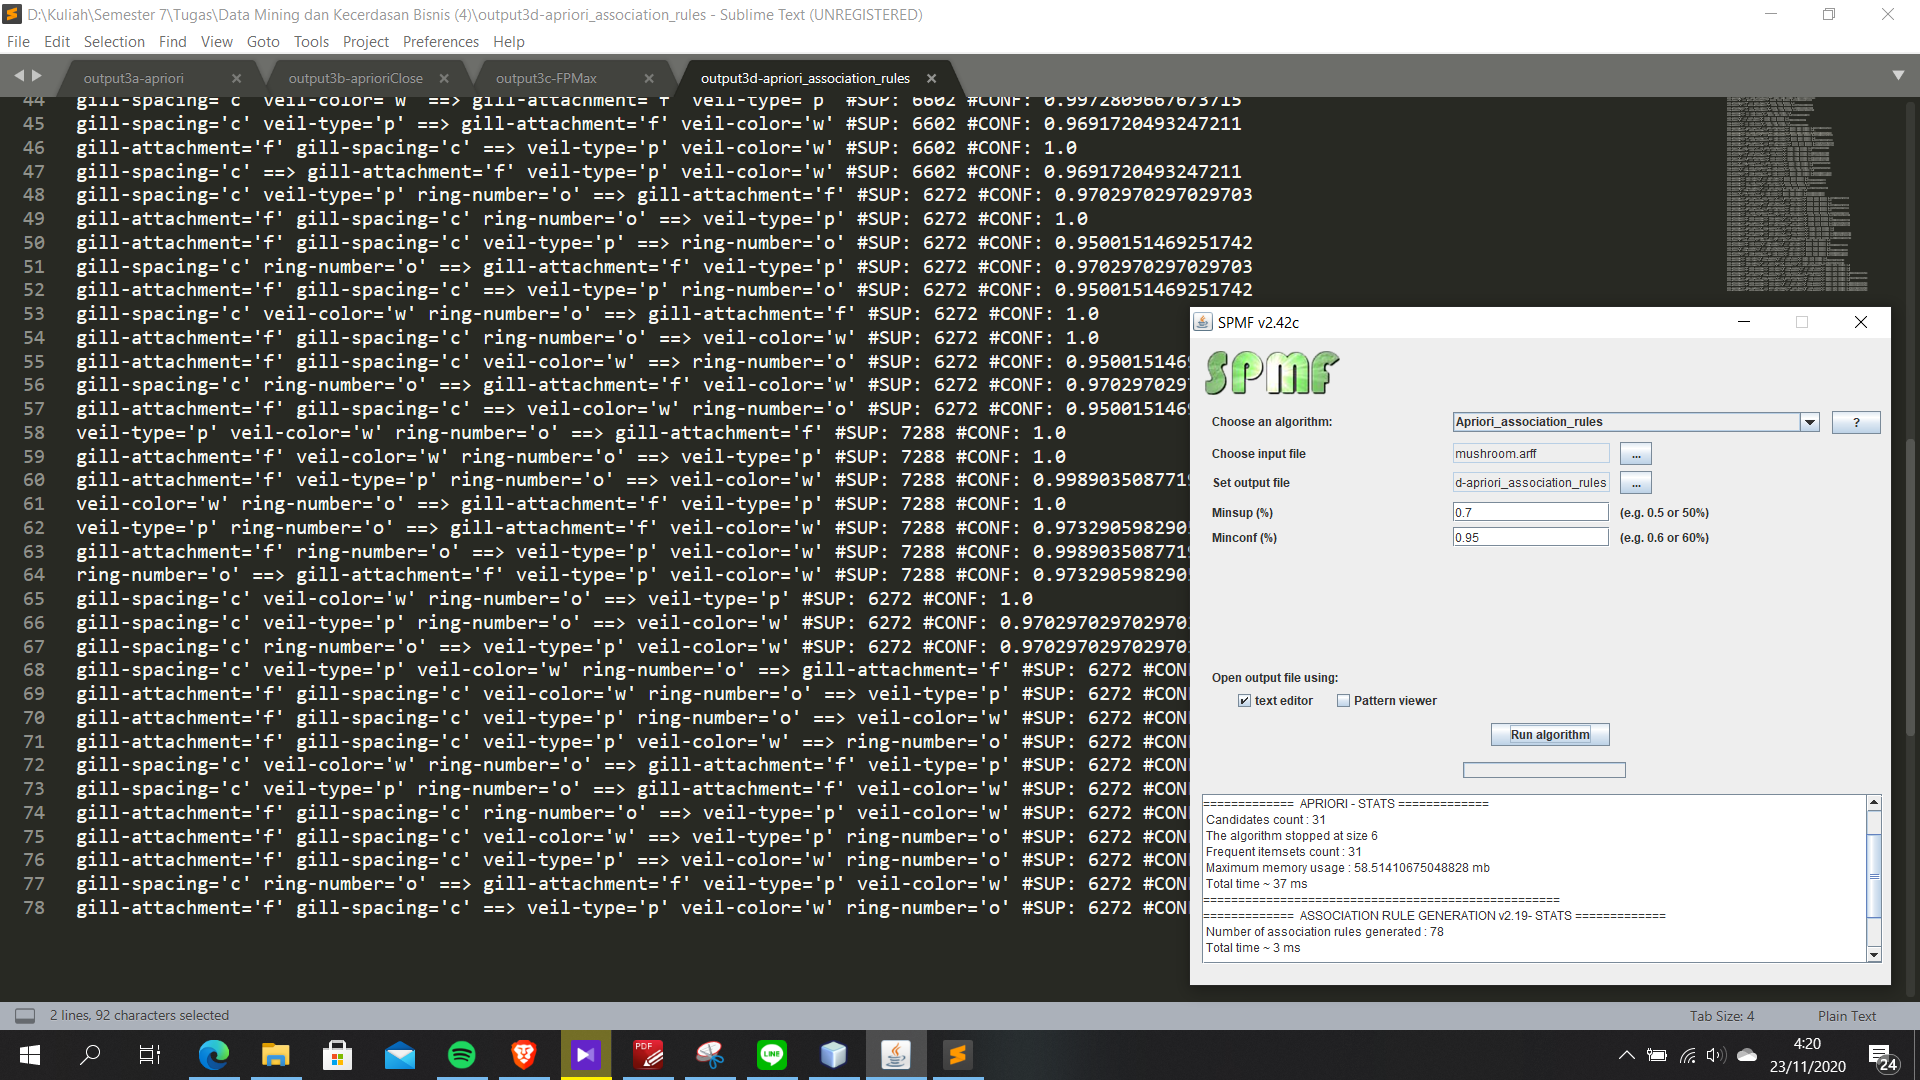 D:\Kuliah\Semester 7\Tugas\Data Mining dan Kecerdasan Bisnis (4)\output3d-apriori_association_rules - Sublime Text (UNREGISTERED)
File Edit Selection Find View Goto Tools Project Preferences Help
output3a-apriori output3b-aprioriClose output3c-FPMax output3d-apriori_association_rules
44 gill-spacing='c' veil-color='w' ==> gill-attachment='f' veil-type='p' #SUP: 6602 #CONF: 0.9972809667673715
45 gill-spacing='c' veil-type='p' ==> gill-attachment='f' veil-color='w' #SUP: 6602 #CONF: 0.9691720493247211
46 gill-attachment='f' gill-spacing='c' ==> veil-type='p' veil-color='w' #SUP: 6602 #CONF: 1.0
47 gill-spacing='c' ==> gill-attachment='f' veil-type='p' veil-color='w' #SUP: 6602 #CONF: 0.9691720493247211
48 gill-spacing='c' veil-type='p' ring-number='o' ==> gill-attachment='f' #SUP: 6272 #CONF: 0.9702970297029703
49 gill-attachment='f' gill-spacing='c' ring-number='o' ==> veil-type='p' #SUP: 6272 #CONF: 1.0
50 gill-attachment='f' gill-spacing='c' veil-type='p' ==> ring-number='o' #SUP: 6272 #CONF: 0.9500151469251742
51 gill-spacing='c' ring-number='o' ==> gill-attachment='f' veil-type='p' #SUP: 6272 #CONF: 0.9702970297029703
52 gill-attachment='f' gill-spacing='c' ==> veil-type='p' ring-number='o' #SUP: 6272 #CONF: 0.9500151469251742
53 gill-spacing='c' veil-color='w' ring-number='o' ==> gill-attachment='f' #SUP: 6272 #CONF: 1.0
54 gill-attachment='f' gill-spacing='c' ring-number='o' ==> veil-color='w' #SUP: 6272 #CONF: 1.0
55 gill-attachment='f' gill-spacing='c' veil-color='w' ==> ring-number='o' #SUP: 6272 #CONF: 0.950015146
56 gill-spacing='c' ring-number='o' ==> gill-attachment='f' veil-color='w' #SUP: 6272 #CONF: 0.970297029
57 gill-attachment='f' gill-spacing='c' ==> veil-color='w' ring-number='o' #SUP: 6272 #CONF: 0.950015146
58 veil-type='p' veil-color='w' ring-number='o' ==> gill-attachment='f' #SUP: 7288 #CONF: 1.0
59 gill-attachment='f' veil-color='w' ring-number='o' ==> veil-type='p' #SUP: 7288 #CONF: 1.0
60 gill-attachment='f' veil-type='p' ring-number='o' ==> veil-color='w' #SUP: 7288 #CONF: 0.9989035087719
61 veil-color='w' ring-number='o' ==> gill-attachment='f' veil-type='p' #SUP: 7288 #CONF: 1.0
62 veil-type='p' ring-number='o' ==> gill-attachment='f' veil-color='w' #SUP: 7288 #CONF: 0.97329059829
63 gill-attachment='f' ring-number='o' ==> veil-type='p' veil-color='w' #SUP: 7288 #CONF: 0.9989035087719
64 ring-number='o' ==> gill-attachment='f' veil-type='p' veil-color='w' #SUP: 7288 #CONF: 0.97329059829
65 gill-spacing='c' veil-color='w' ring-number='o' ==> veil-type='p' #SUP: 6272 #CONF: 1.0
66 gill-spacing='c' veil-type='p' ring-number='o' ==> veil-color='w' #SUP: 6272 #CONF: 0.9702970297029702
67 gill-spacing='c' ring-number='o' ==> veil-type='p' veil-color='w' #SUP: 6272 #CONF: 0.970297029702970
68 gill-spacing='c' veil-type='p' veil-color='w' ring-number='o' ==> gill-attachment='f' #SUP: 6272 #CON
69 gill-attachment='f' gill-spacing='c' veil-color='w' ring-number='o' ==> veil-type='p' #SUP: 6272 #CON
70 gill-attachment='f' gill-spacing='c' veil-type='p' ring-number='o' ==> veil-color='w' #SUP: 6272 #CON
71 gill-attachment='f' gill-spacing='c' veil-type='p' veil-color='w' ==> ring-number='o' #SUP: 6272 #CON
72 gill-spacing='c' veil-color='w' ring-number='o' ==> gill-attachment='f' veil-type='p' #SUP: 6272 #CON
73 gill-spacing='c' veil-type='p' ring-number='o' ==> gill-attachment='f' veil-color='w' #SUP: 6272 #CON
74 gill-attachment='f' gill-spacing='c' ring-number='o' ==> veil-type='p' veil-color='w' #SUP: 6272 #CON
75 gill-attachment='f' gill-spacing='c' veil-color='w' ==> veil-type='p' ring-number='o' #SUP: 6272 #CON
76 gill-attachment='f' gill-spacing='c' veil-type='p' ==> veil-color='w' ring-number='o' #SUP: 6272 #CON
77 gill-spacing='c' ring-number='o' ==> gill-attachment='f' veil-type='p' veil-color='w' #SUP: 6272 #CON
78 gill-attachment='f' gill-spacing='c' ==> veil-type='p' veil-color='w' ring-number='o' #SUP: 6272 #CON
SPMF v2.42c
SPMF
Choose an algorithm: Apriori_association_rules ?
Choose input file mushroom.arff ...
Set output file d-apriori_association_rules ...
Minsup (%) 0.7 (e.g. 0.5 or 50%)
Minconf (%) 0.95 (e.g. 0.6 or 60%)
Open output file using:
text editor Pattern viewer
Run algorithm
============= APRIORI - STATS =============
Candidates count : 31
The algorithm stopped at size 6
Frequent itemsets count : 31
Maximum memory usage : 58.51410675048828 mb
Total time ~ 37 ms
===================================================
============= ASSOCIATION RULE GENERATION v2.19- STATS =============
Number of association rules generated : 78
Total time ~ 3 ms
2 lines, 92 characters selected
Tab Size: 4 Plain Text
PDF
LINE
4:20
23/11/2020
24